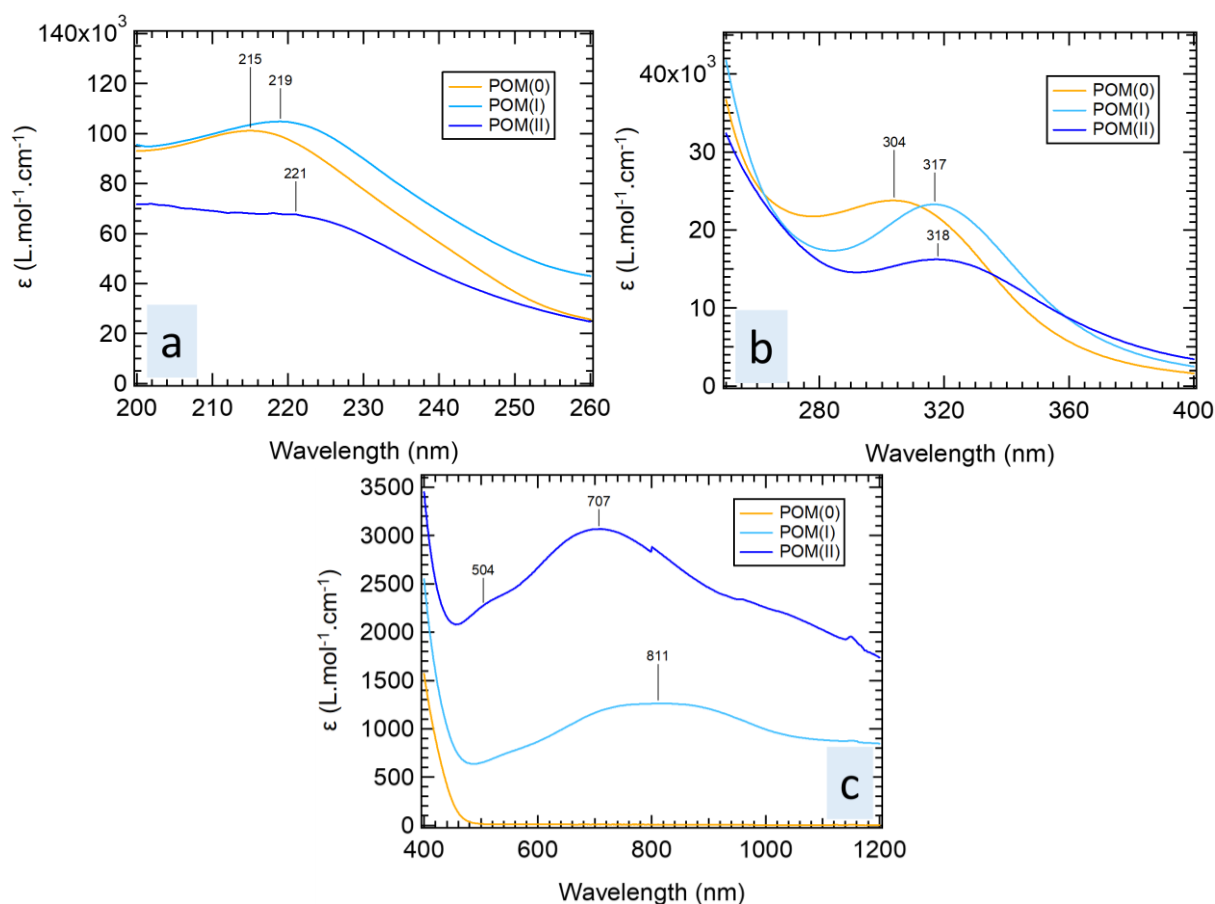 140x10³
120
100
80
60
40
20
0
ε (L.mol⁻¹.cm⁻¹)
215
219
221
POM(0)
POM(I)
POM(II)
a
200
210
220
230
240
250
260
Wavelength (nm)
40x10³
30
20
10
0
ε (L.mol⁻¹.cm⁻¹)
304
317
318
POM(0)
POM(I)
POM(II)
b
280
320
360
400
Wavelength (nm)
3500
3000
2500
2000
1500
1000
500
0
ε (L.mol⁻¹.cm⁻¹)
707
504
811
POM(0)
POM(I)
POM(II)
c
400
600
800
1000
1200
Wavelength (nm)